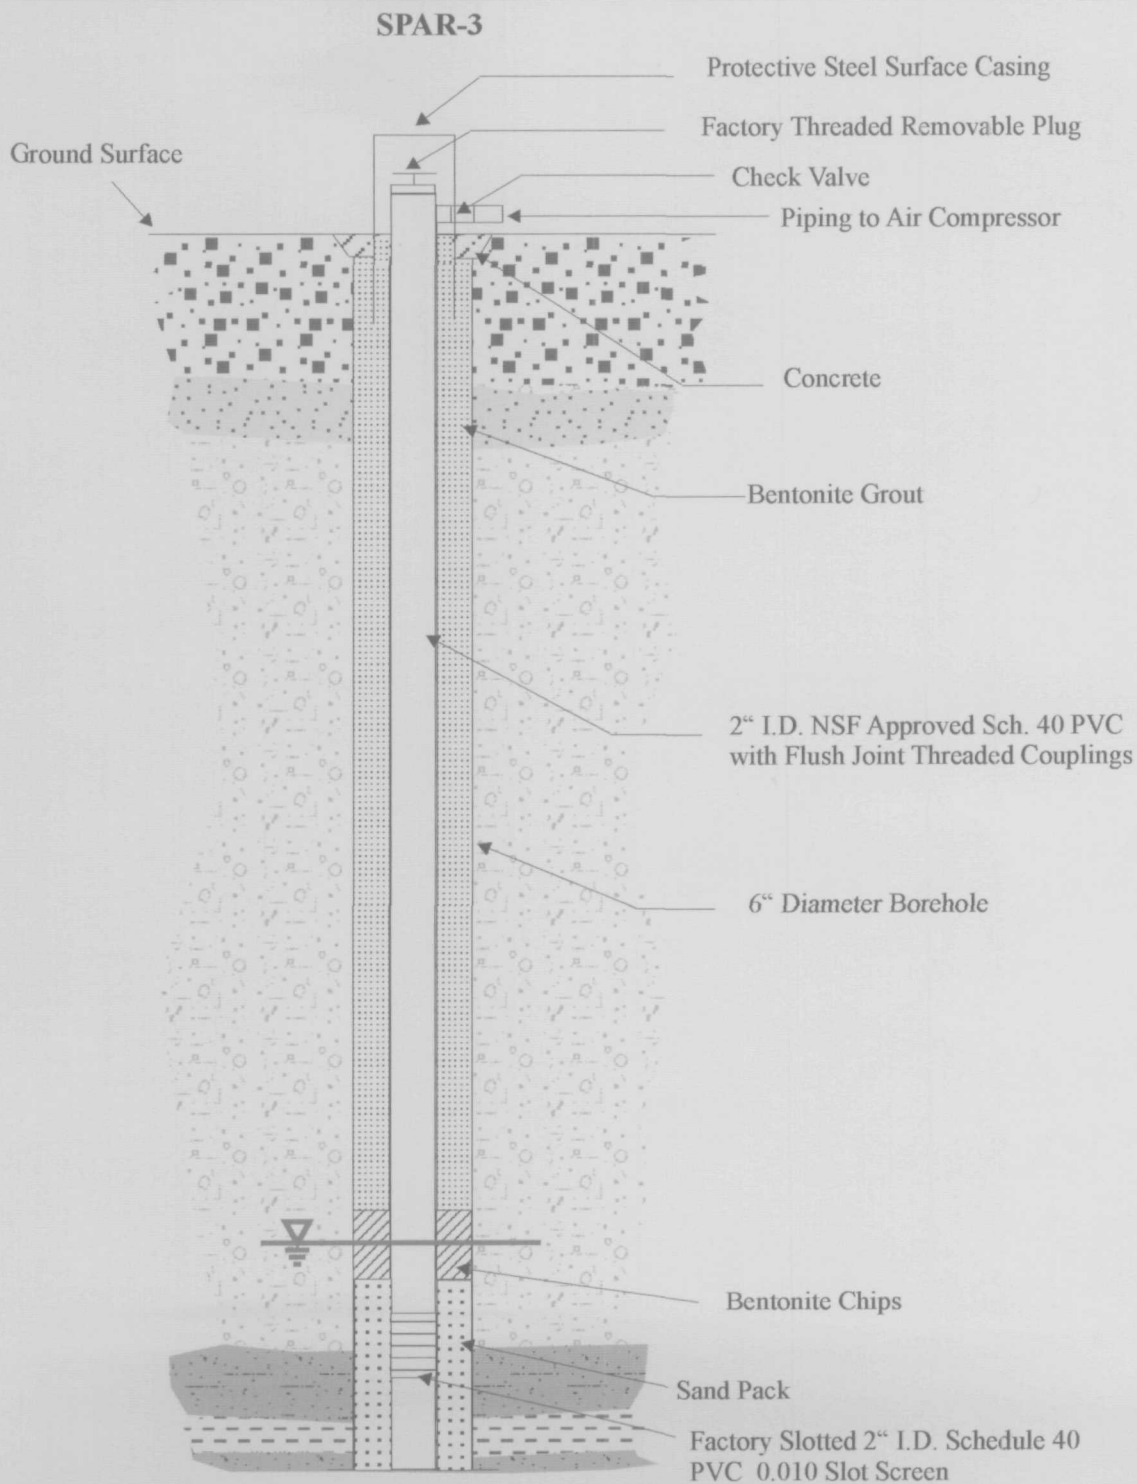 SPAR-3
Protective Steel Surface Casing
Factory Threaded Removable Plug
Ground Surface
Check Valve
Piping to Air Compressor
Concrete
Bentonite Grout
2“ I.D. NSF Approved Sch. 40 PVC
with Flush Joint Threaded Couplings
6“ Diameter Borehole
Bentonite Chips
Sand Pack
Factory Slotted 2“ I.D. Schedule 40
PVC 0.010 Slot Screen